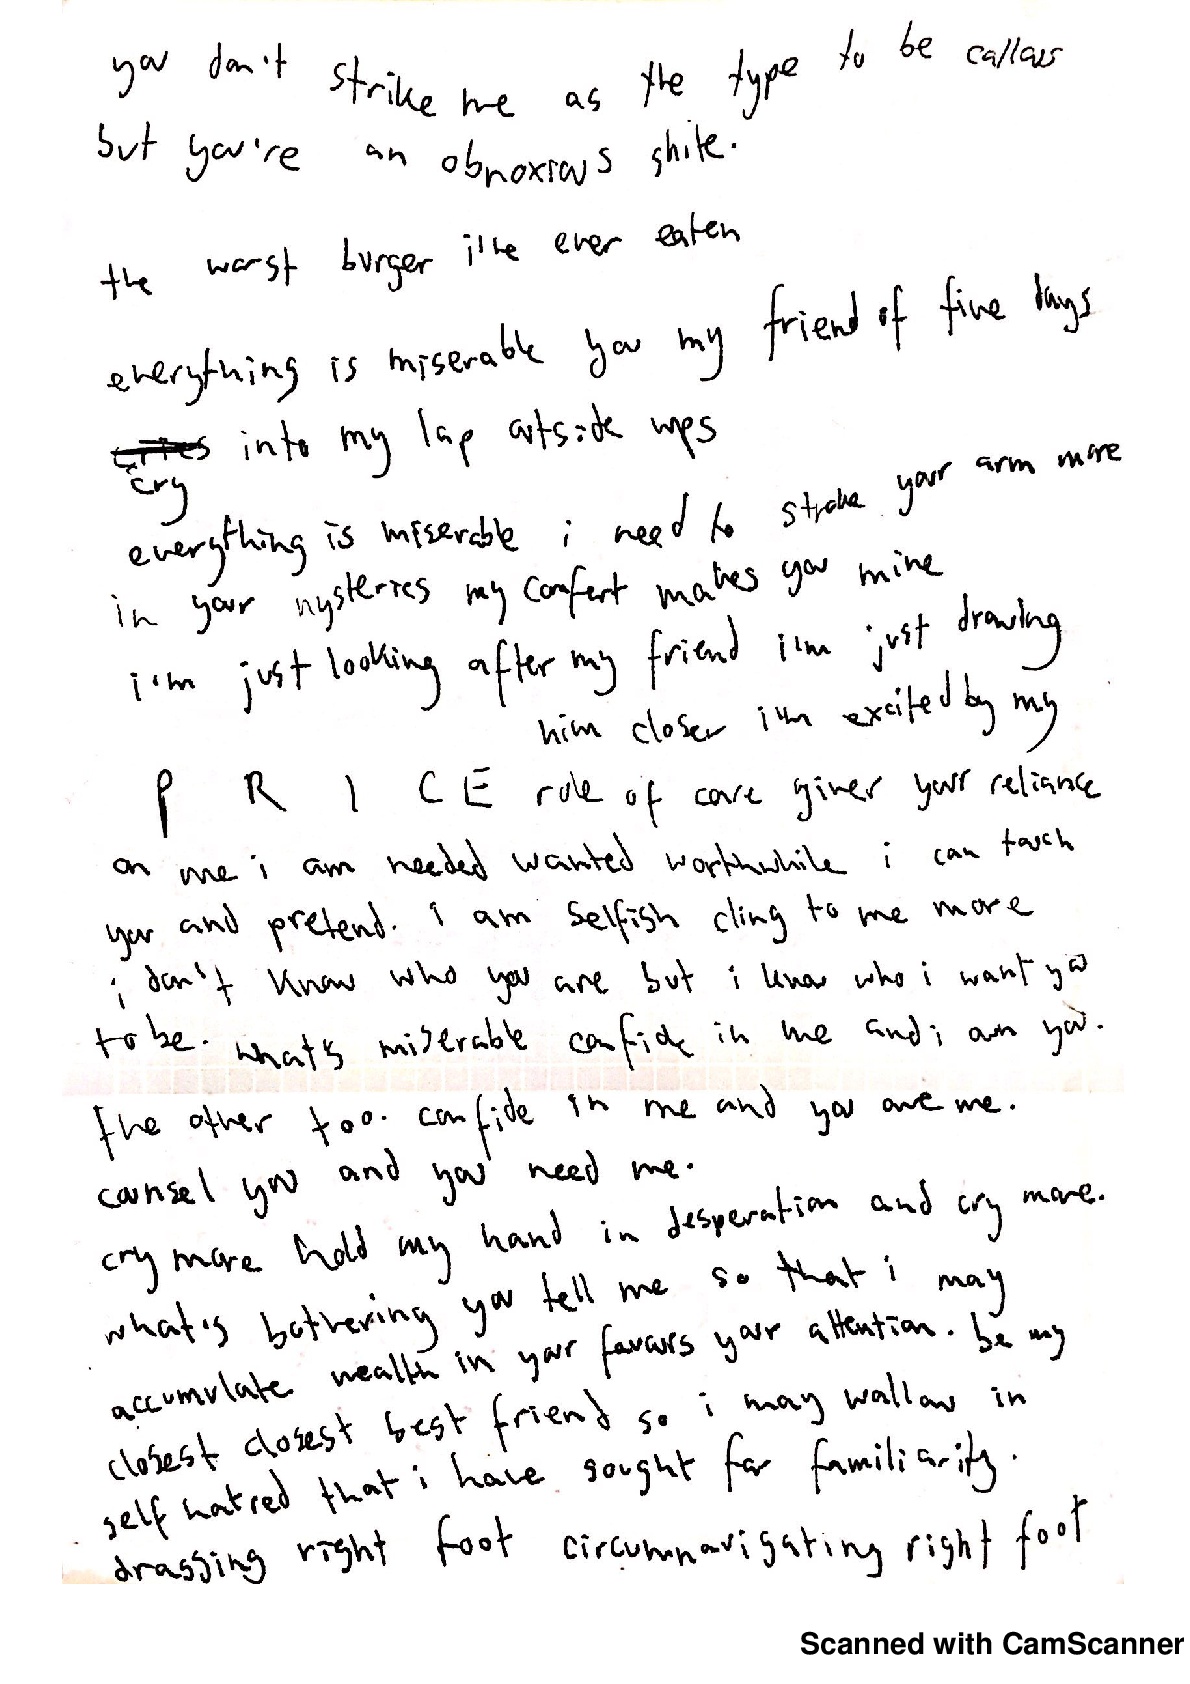 you don't strike me as the type to be callous
but you're an obnoxious shite.
the worst burger i've ever eaten
everything is miserable you my friend of five days
cries into my lap outside wps
cry
everything is miserable i need to stroke your arm more
in your mysteries my comfort makes you mine
i'm just looking after my friend i'm just drawing
him closer i'm excited by my
P R I C E role of care giver your reliance
on me i am needed wanted worthwhile i can touch
you and pretend. i am selfish cling to me more
i don't know who you are but i know who i want you
to be. what's miserable confide in me and i own you.
the other too. confide in me and you owe me.
counsel you and you need me.
cry more hold my hand in desperation and cry more.
what's bothering you tell me so that i may
accumulate wealth in your favours your attention. be my
closest closest best friend so i may wallow in
self hatred that i have sought for familiarity.
dragging right foot circumnavigating right foot
Scanned with CamScanner